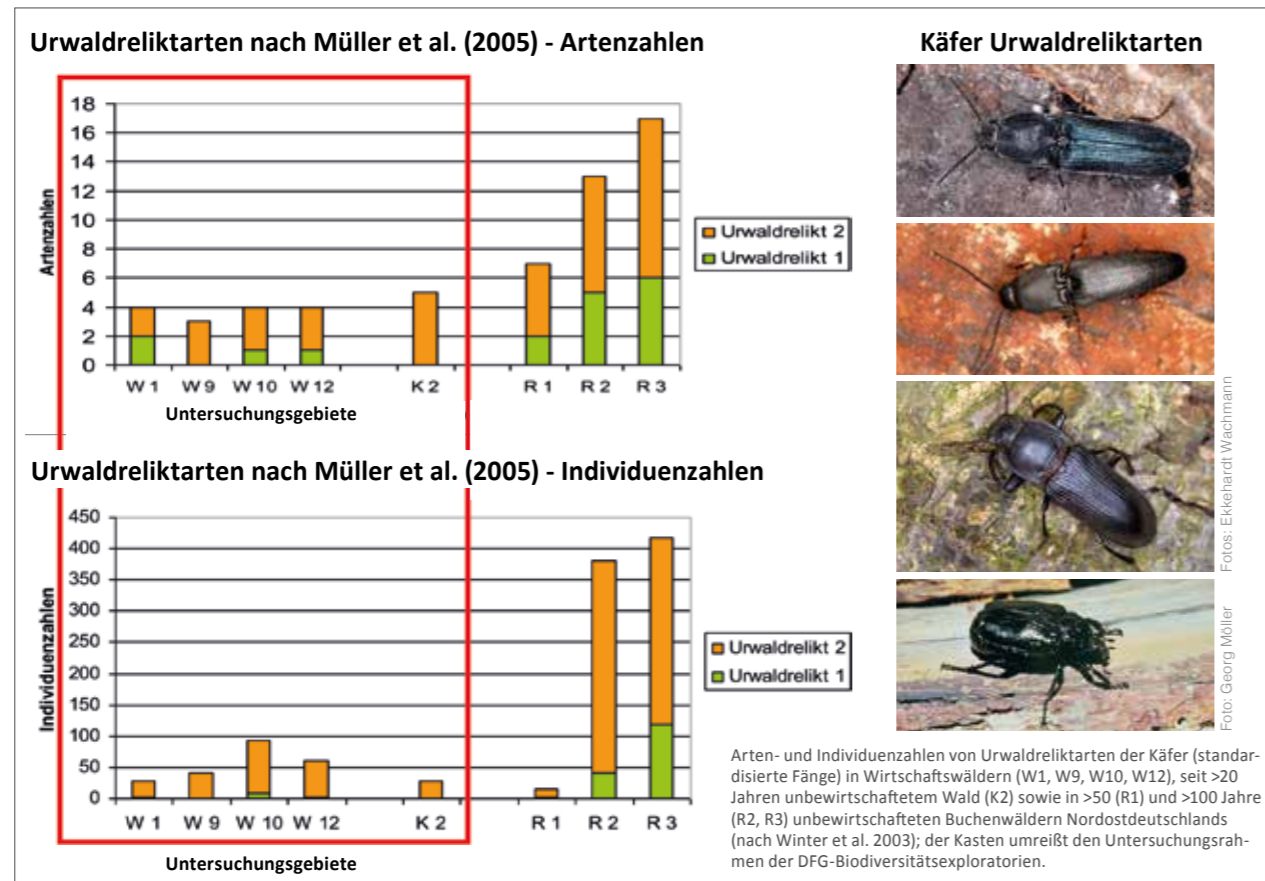 Urwaldreliktarten nach Müller et al. (2005) - Artenzahlen
18
16
14
12
10
8
6
4
2
0
Artenzahlen
W 1 W 9 W 10 W 12 K 2 R 1 R 2 R 3
Untersuchungsgebiete
Urwaldrelikt 2
Urwaldrelikt 1
Urwaldreliktarten nach Müller et al. (2005) - Individuenzahlen
450
400
350
300
250
200
150
100
50
0
Individuenzahlen
W 1 W 9 W 10 W 12 K 2 R 1 R 2 R 3
Untersuchungsgebiete
Urwaldrelikt 2
Urwaldrelikt 1
Käfer Urwaldreliktarten
Fotos: Ekkehardt Wachmann
Foto: Georg Möller
Arten- und Individuenzahlen von Urwaldreliktarten der Käfer (standar-
disierte Fänge) in Wirtschaftswäldern (W1, W9, W10, W12), seit >20
Jahren unbewirtschaftetem Wald (K2) sowie in >50 (R1) und >100 Jahre
(R2, R3) unbewirtschafteten Buchenwäldern Nordostdeutschlands
(nach Winter et al. 2003); der Kasten umreißt den Untersuchungsrah-
men der DFG-Biodiversitätsexploratorien.